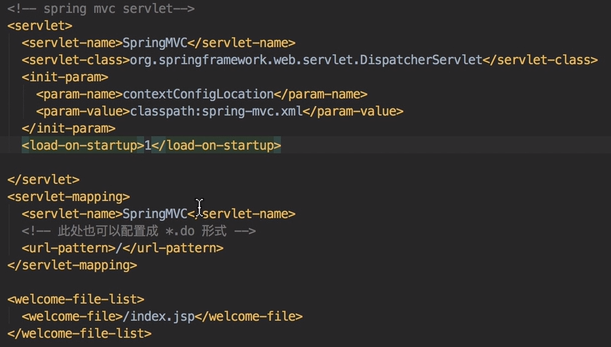 <!-- spring mvc servlet-->
<servlet>
<servlet-name>SpringMVC</servlet-name>
<servlet-class>org.springframework.web.servlet.DispatcherServlet</servlet-class>
<init-param>
<param-name>contextConfigLocation</param-name>
<param-value>classpath:spring-mvc.xml</param-value>
</init-param>
<load-on-startup>1</load-on-startup>
</servlet>
<servlet-mapping>
<servlet-name>SpringMVC</servlet-name>
<!-- 此处也可以配置成 *.do 形式 -->
<url-pattern>/</url-pattern>
</servlet-mapping>
<welcome-file-list>
<welcome-file>/index.jsp</welcome-file>
</welcome-file-list>